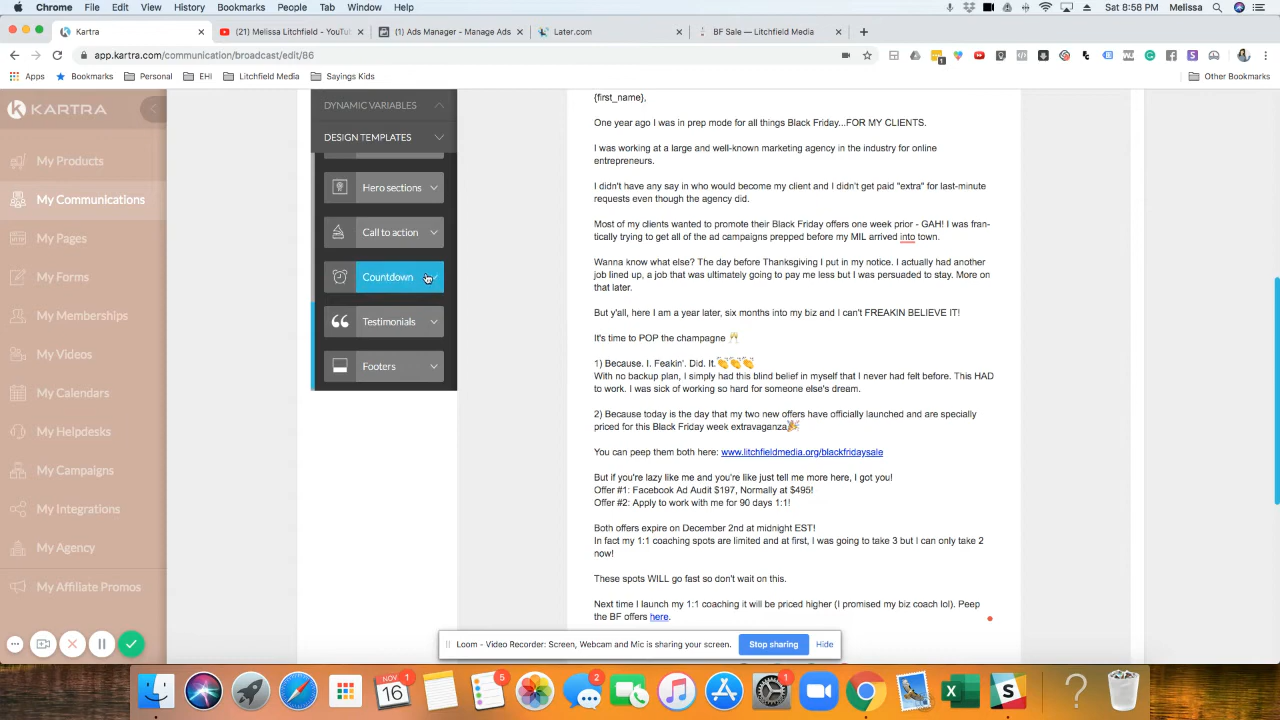 Chrome File Edit View History Bookmarks People Tab Window Help Sat 8:58 PM Melissa
Kartra
(21) Melissa Litchfield - YouTu
(1) Ads Manager - Manage Ads
Later.com
BF Sale — Litchfield Media
app.kartra.com/communication/broadcast/edit/86
Apps Bookmarks Personal EHI Litchfield Media Sayings Kids Other Bookmarks
KARTRA
My Products
My Communications
My Pages
My Forms
My Memberships
My Videos
My Calendars
My Helpdesks
My Campaigns
My Integrations
My Agency
My Affiliate Promos
DYNAMIC VARIABLES
DESIGN TEMPLATES
Hero sections
Call to action
Countdown
Testimonials
Footers
{first_name},
One year ago I was in prep mode for all things Black Friday...FOR MY CLIENTS.
I was working at a large and well-known marketing agency in the industry for online
entrepreneurs.
I didn't have any say in who would become my client and I didn't get paid "extra" for last-minute
requests even though the agency did.
Most of my clients wanted to promote their Black Friday offers one week prior - GAH! I was fran-
tically trying to get all of the ad campaigns prepped before my MIL arrived into town.
Wanna know what else? The day before Thanksgiving I put in my notice. I actually had another
job lined up, a job that was ultimately going to pay me less but I was persuaded to stay. More on
that later.
But y'all, here I am a year later, six months into my biz and I can't FREAKIN BELIEVE IT!
It's time to POP the champagne 🥂
1) Because. I. Feakin'. Did. It.👏👏👏
With no backup plan, I simply had this blind belief in myself that I never had felt before. This HAD
to work. I was sick of working so hard for someone else's dream.
2) Because today is the day that my two new offers have officially launched and are specially
priced for this Black Friday week extravaganza🎉
You can peep them both here: www.litchfieldmedia.org/blackfridaysale
But if you're lazy like me and you're like just tell me more here, I got you!
Offer #1: Facebook Ad Audit $197, Normally at $495!
Offer #2: Apply to work with me for 90 days 1:1!
Both offers expire on December 2nd at midnight EST!
In fact my 1:1 coaching spots are limited and at first, I was going to take 3 but I can only take 2
now!
These spots WILL go fast so don't wait on this.
Next time I launch my 1:1 coaching it will be priced higher (I promised my biz coach lol). Peep
the BF offers here.
Loom - Video Recorder: Screen, Webcam and Mic is sharing your screen. Stop sharing Hide
NOV
16
1
5
2
1